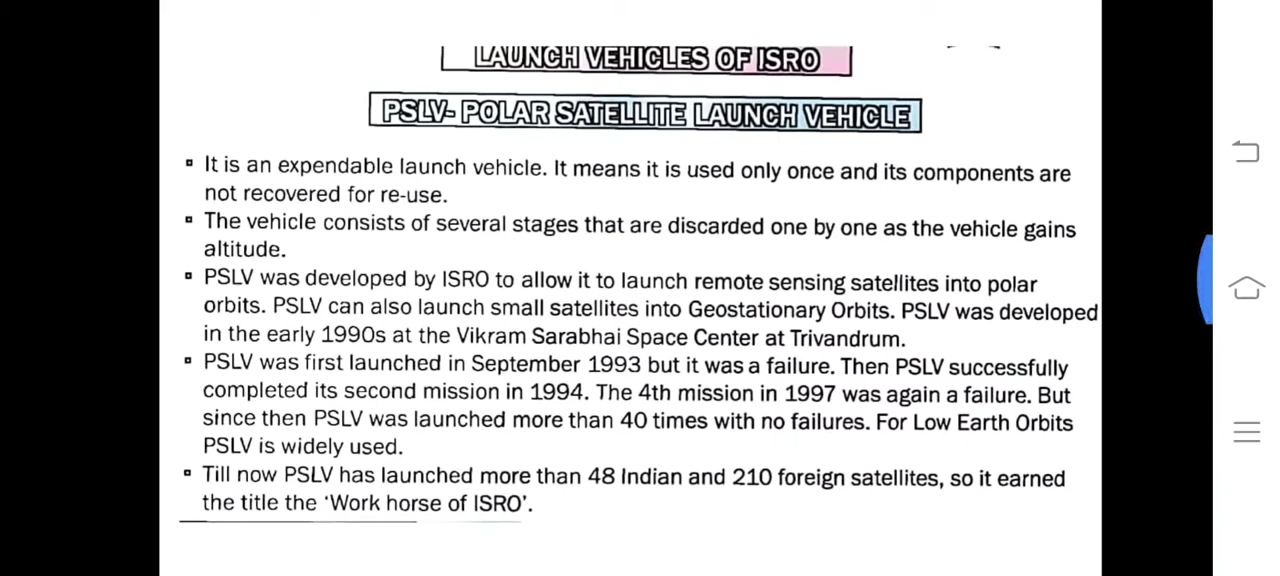 LAUNCH VEHICLES OF ISRO
PSLV- POLAR SATELLITE LAUNCH VEHICLE
▫ It is an expendable launch vehicle. It means it is used only once and its components are
not recovered for re-use.
▫ The vehicle consists of several stages that are discarded one by one as the vehicle gains
altitude.
▫ PSLV was developed by ISRO to allow it to launch remote sensing satellites into polar
orbits. PSLV can also launch small satellites into Geostationary Orbits. PSLV was developed
in the early 1990s at the Vikram Sarabhai Space Center at Trivandrum.
▫ PSLV was first launched in September 1993 but it was a failure. Then PSLV successfully
completed its second mission in 1994. The 4th mission in 1997 was again a failure. But
since then PSLV was launched more than 40 times with no failures. For Low Earth Orbits
PSLV is widely used.
▫ Till now PSLV has launched more than 48 Indian and 210 foreign satellites, so it earned
the title the ‘Work horse of ISRO’.